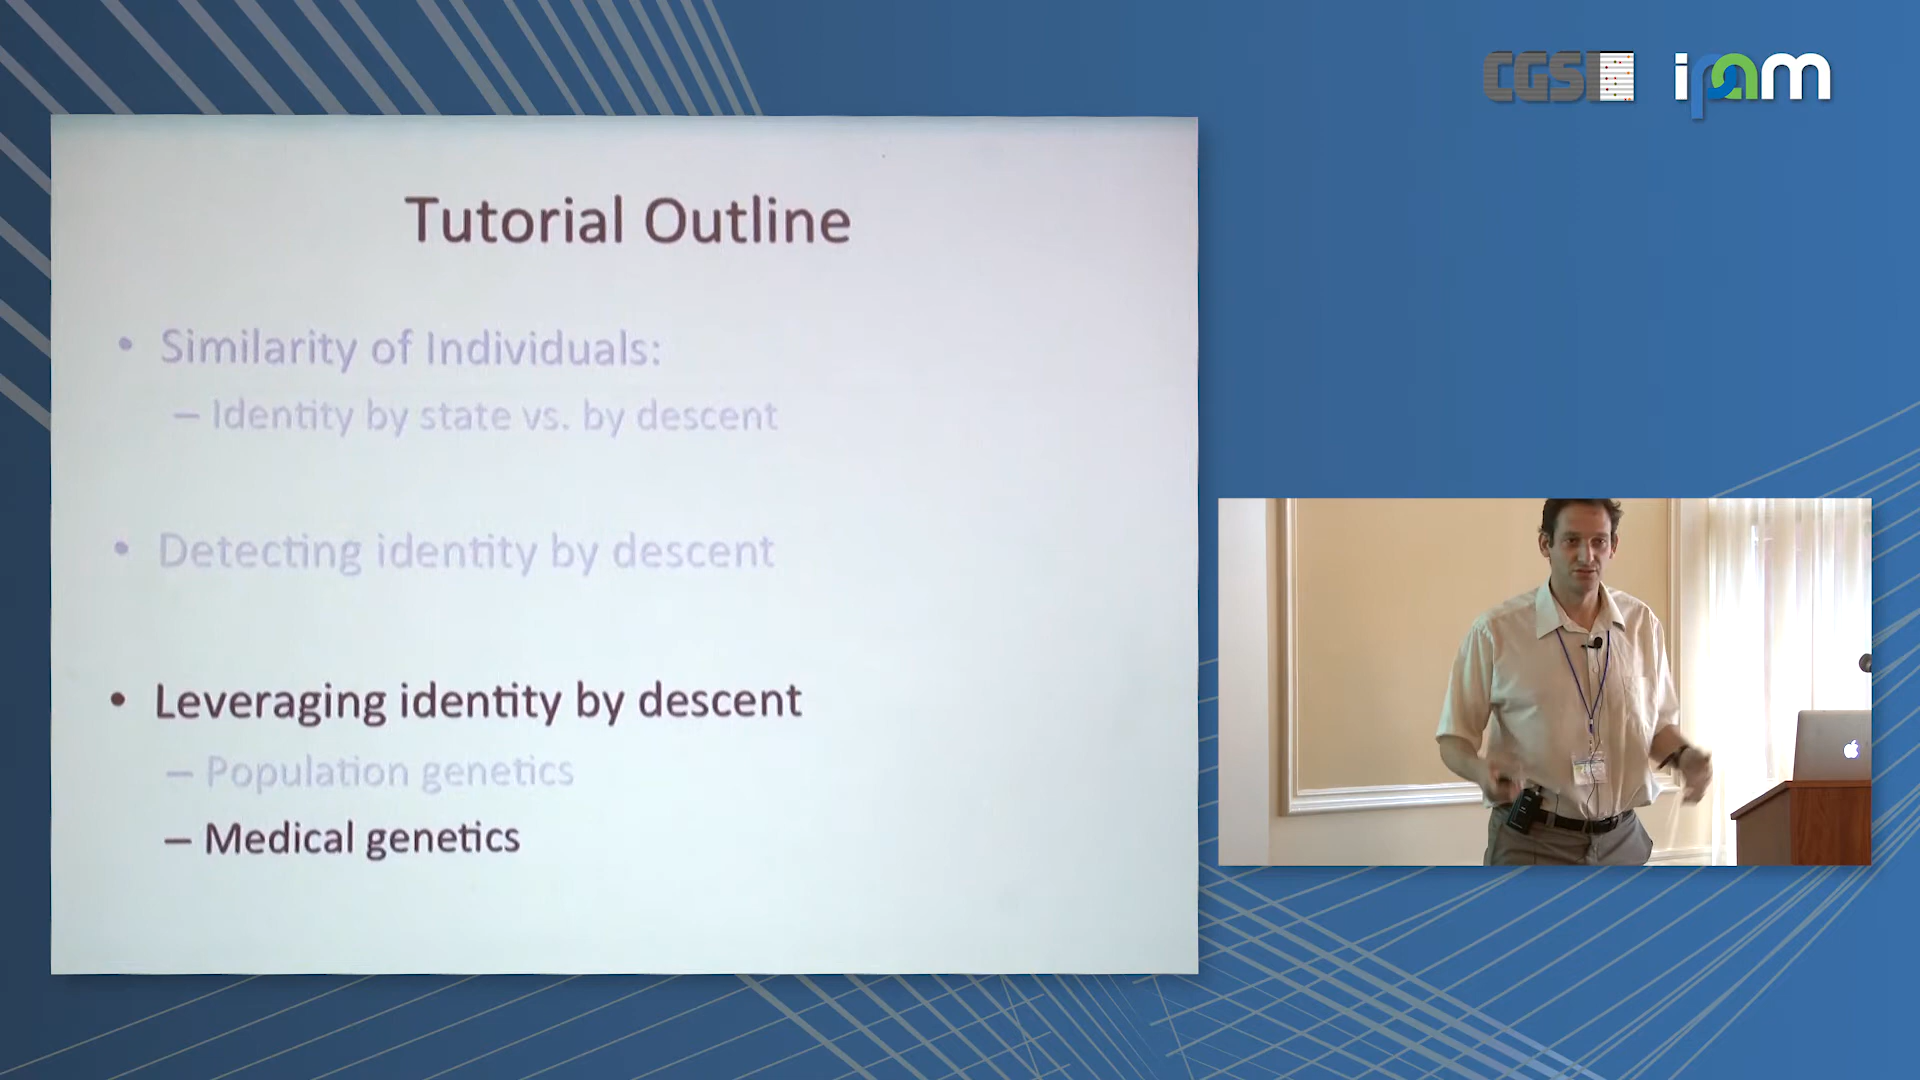 CGSI
ipam
Tutorial Outline
• Similarity of Individuals:
– Identity by state vs. by descent
• Detecting identity by descent
• Leveraging identity by descent
– Population genetics
– Medical genetics